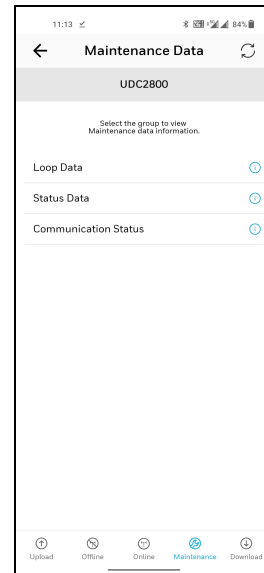 11:13
84%
Maintenance Data
UDC2800
Select the group to view
Maintenance data information.
Loop Data
Status Data
Communication Status
Upload
Offline
Online
Maintenance
Download